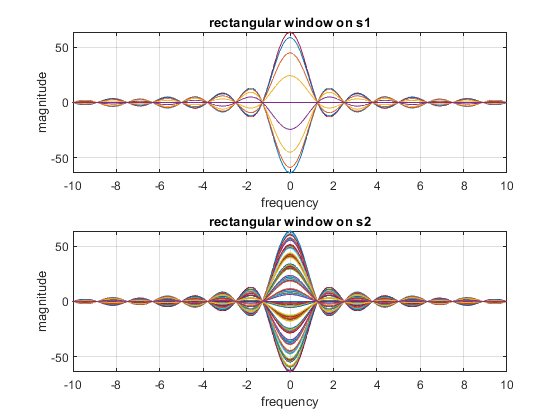 rectangular window on s1
50
0
-50
magnitude
-10 -8 -6 -4 -2 0 2 4 6 8 10
frequency
rectangular window on s2
50
0
-50
magnitude
-10 -8 -6 -4 -2 0 2 4 6 8 10
frequency